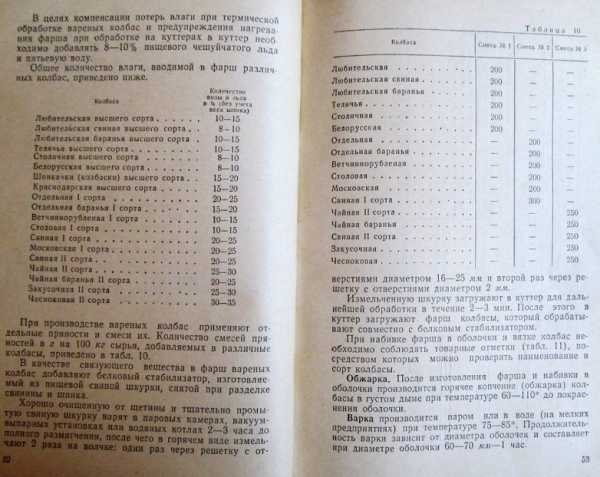 В целях компенсации потерь влаги при термической
обработке вареных колбас и предупреждения нагрева-
ния фарша при обработке на куттерах в куттер необ-
ходимо добавлять 8—10% пищевого чешуйчатого льда
и питьевую воду.
Общее количество влаги, вводимой в фарш различ-
ных колбас, приведено ниже.
Колбаса
Количество
воды и льда
в % (без учета
веса шпика)
Любительская высшего сорта . . . . . . 10—15
Любительская свиная высшего сорта . . . 8—10
Любительская баранья высшего сорта . . 10—15
Телячья высшего сорта . . . . . . . . 10—15
Столичная высшего сорта . . . . . . . 8—10
Белорусская высшего сорта . . . . . . 8—10
Шенкачки (колбаски) высшего сорта . . . 15—20
Краснодарская высшего сорта . . . . . 15—20
Отдельная I сорта . . . . . . . . . . 20—25
Отдельная баранья I сорта . . . . . . 15—20
Ветчиннорубленая I сорта . . . . . . . 10—15
Столовая I сорта . . . . . . . . . . 15—20
Свиная I сорта . . . . . . . . . . . 20—25
Московская I сорта . . . . . . . . . 20—25
Свиная II сорта . . . . . . . . . . . 20—25
Чайная II сорта . . . . . . . . . . . 25—30
Чайная баранья II сорта . . . . . . . 20—25
Закусочная II сорта . . . . . . . . . 25—30
Чесноковая II сорта . . . . . . . . . 30—35
При производстве вареных колбас применяют от-
дельные пряности и смеси их. Количество смесей пря-
ностей в г на 100 кг сырья, добавляемых в различные
колбасы, приведено в табл. 10.
В качестве связующего вещества в фарш вареных
колбас добавляют белковый стабилизатор, изготовляе-
мый из пищевой свиной шкурки, снятой при разделке
свинины и шпика.
Хорошо очищенную от щетины и тщательно промы-
тую свиную шкурку варят в паровых камерах, вакуум-
выпарных установках или водяных котлах 2—3 часа до
полного размягчения, после чего в горячем виде измель-
чают 2 раза на волчке: один раз через решетку с от-
52
Таблица 10
Колбаса Смесь № 1 Смесь № 2 Смесь № 3
Любительская . . . . . . . 200 — —
Любительская свиная . . . . 200 — —
Любительская баранья . . . 200 — —
Телячья . . . . . . . . . 200 — —
Столичная . . . . . . . . 200 — —
Белорусская . . . . . . . 200 — —
Отдельная . . . . . . . . — 200 —
Отдельная баранья . . . . . — 200 —
Ветчиннорубленая . . . . . — 200 —
Столовая . . . . . . . . . — 200 —
Московская . . . . . . . . — 200 —
Свиная I сорта . . . . . . — 300 —
Чайная II сорта . . . . . . — — 250
Чайная баранья . . . . . . — — 250
Свиная II сорта . . . . . . — — 250
Закусочная . . . . . . . . — — 250
Чесноковая . . . . . . . . — — 250
верстиями диаметром 16—25 мм и второй раз через ре-
шетку с отверстиями диаметром 2 мм.
Измельченную шкурку загружают в куттер для даль-
нейшей обработки в течение 2—3 мин. После этого в
куттер загружают фарш колбасы, который обрабаты-
вают совместно с белковым стабилизатором.
При набивке фарша в оболочки и вязке колбас не-
обходимо соблюдать товарные отметки (табл. 11), по-
средством которых можно проверить наименование и
сорт колбасы.
Обжарка. После изготовления фарша и набивки в
оболочки производится горячее копчение (обжарка) кол-
басы в густом дыме при температуре 60—110° до покрас-
нения оболочки.
Варка производится паром или в воде (на мелких
предприятиях) при температуре 75—85°. Продолжитель-
ность варки зависит от диаметра оболочек и составляет
при диаметре оболочки 60—70 мм—1 час.
53